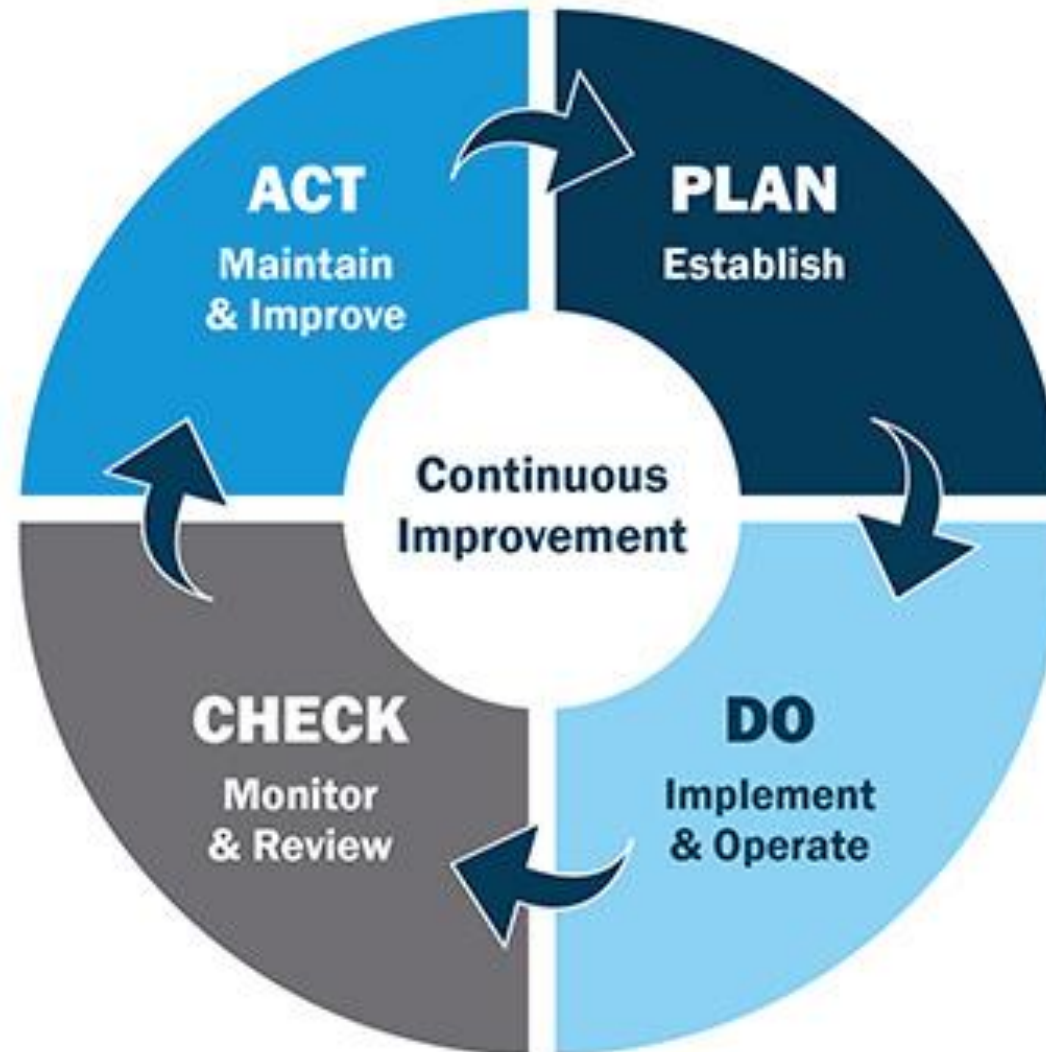 ACT
Maintain
& Improve
PLAN
Establish
Continuous
Improvement
CHECK
Monitor
& Review
DO
Implement
& Operate